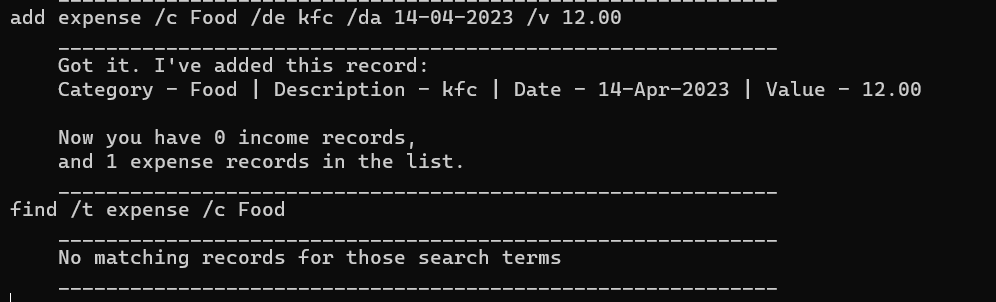 add expense /c Food /de kfc /da 14-04-2023 /v 12.00
____________________________________________________________
Got it. I've added this record:
Category - Food | Description - kfc | Date - 14-Apr-2023 | Value - 12.00
Now you have 0 income records,
and 1 expense records in the list.
____________________________________________________________
find /t expense /c Food
____________________________________________________________
No matching records for those search terms
____________________________________________________________